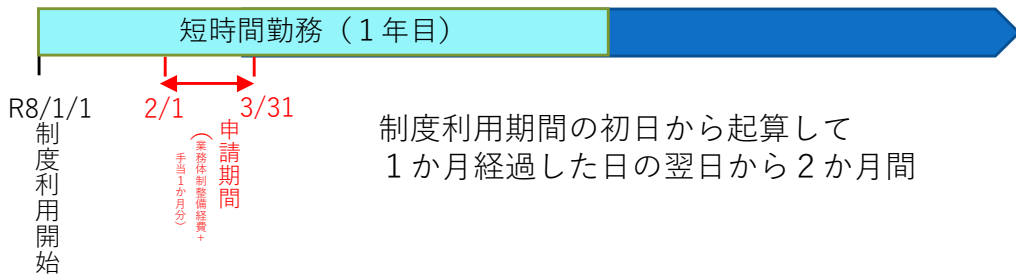 短時間勤務（１年目）
R8/1/1
制度利用開始
2/1
3/31
申請期間
（業務体制整備経費＋
手当１か月分）
制度利用期間の初日から起算して
１か月経過した日の翌日から２か月間